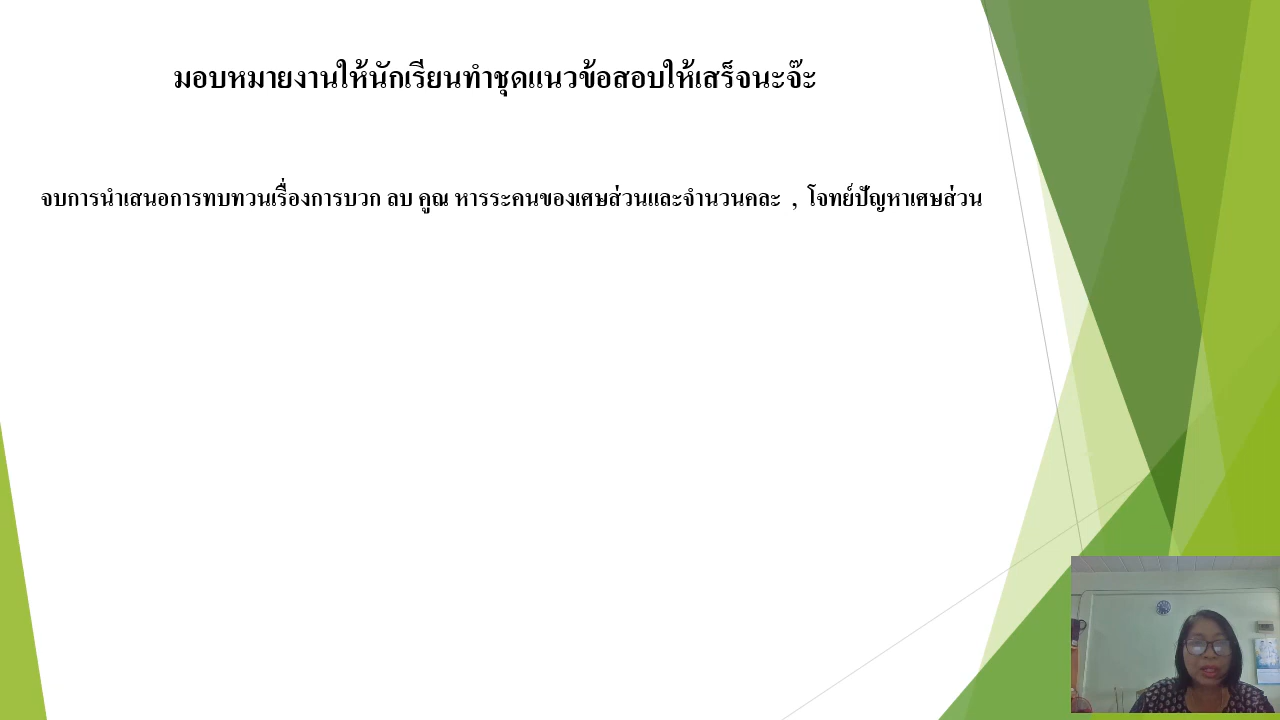 มอบหมายงานให้นักเรียนทำชุดแนวข้อสอบให้เสร็จนะจ๊ะ
จบการนำเสนอการทบทวนเรื่องการบวก ลบ คูณ หารระคนของเศษส่วนและจำนวนคละ , โจทย์ปัญหาเศษส่วน